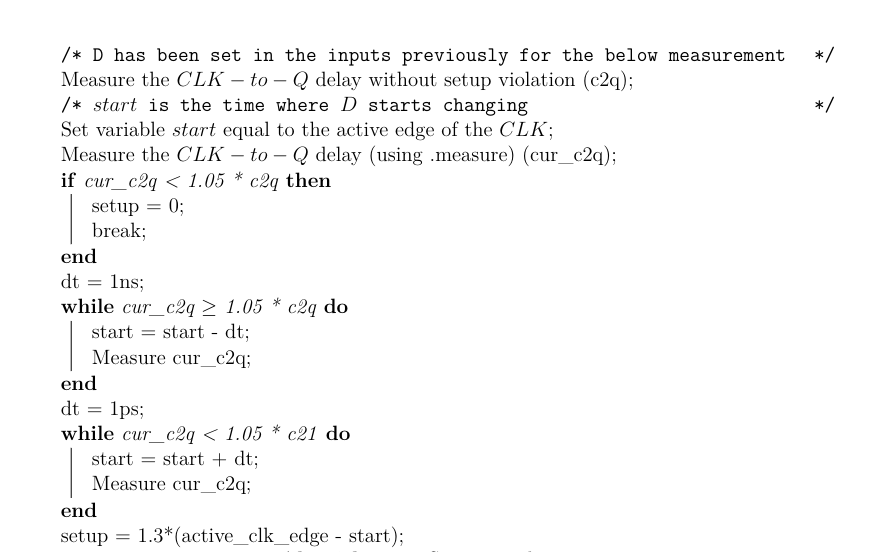 /* D has been set in the inputs previously for the below measurement */
Measure the CLK − to − Q delay without setup violation (c2q);
/* start is the time where D starts changing */
Set variable start equal to the active edge of the CLK;
Measure the CLK − to − Q delay (using .measure) (cur_c2q);
if cur_c2q < 1.05 * c2q then
setup = 0;
break;
end
dt = 1ns;
while cur_c2q ≥ 1.05 * c2q do
start = start - dt;
Measure cur_c2q;
end
dt = 1ps;
while cur_c2q < 1.05 * c21 do
start = start + dt;
Measure cur_c2q;
end
setup = 1.3*(active_clk_edge - start);